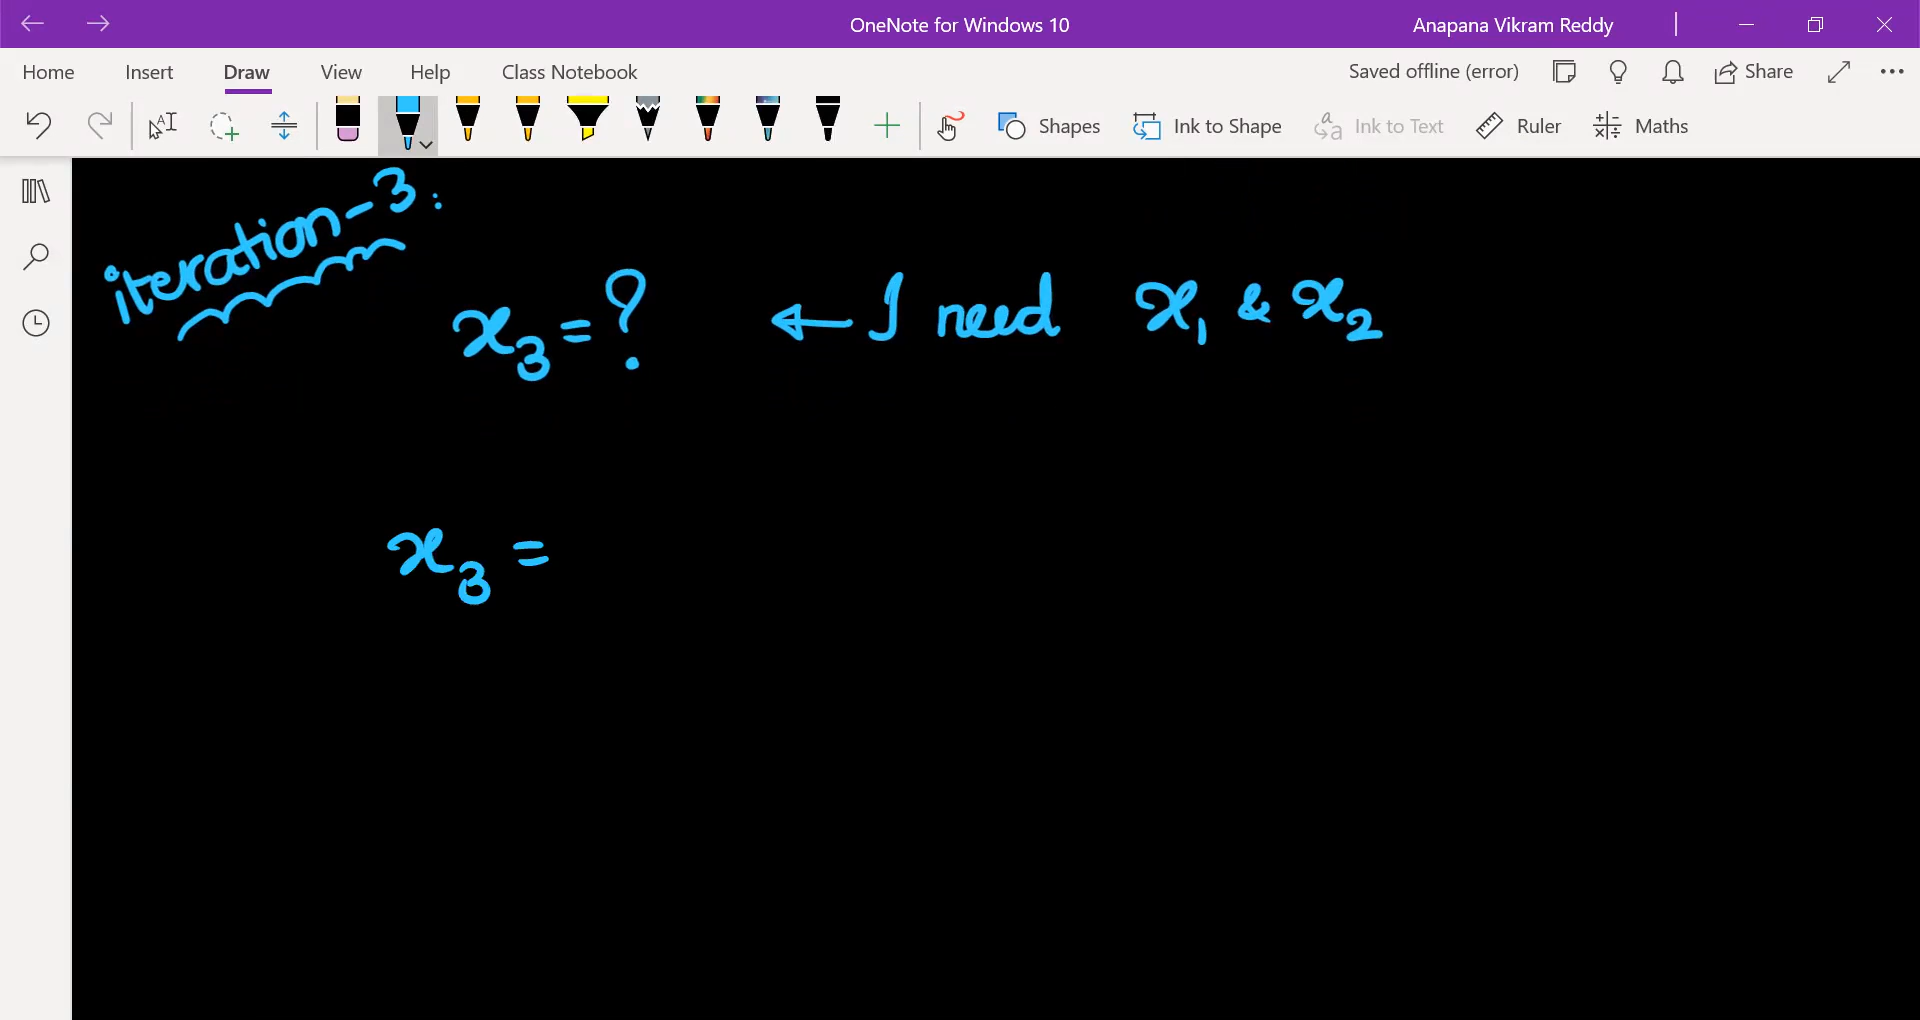 OneNote for Windows 10
Anapana Vikram Reddy
Home Insert Draw View Help Class Notebook
Saved offline (error) Share
Shapes Ink to Shape Ink to Text Ruler Maths
iteration-3:
x₃ = ? ← I need x₁ & x₂
x₃ =